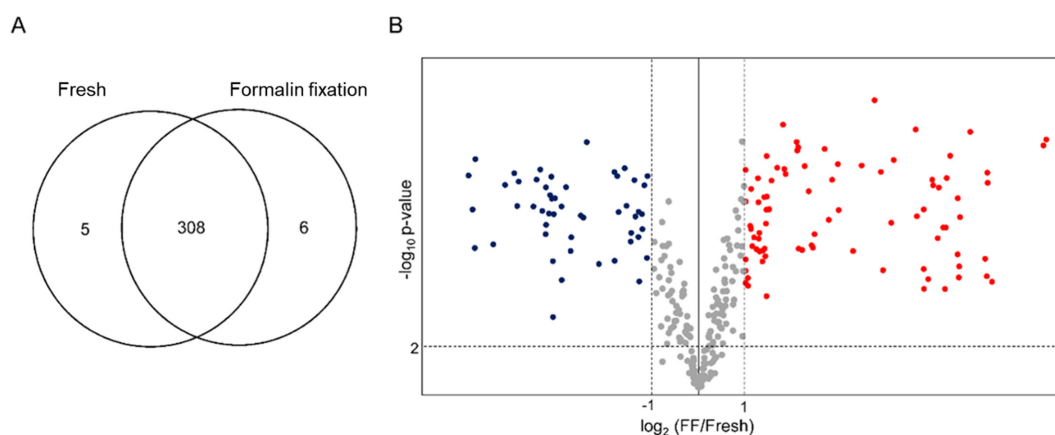 A
B
Fresh
Formalin fixation
5
308
6
-log10 p-value
2
-1
1
log2 (FF/Fresh)